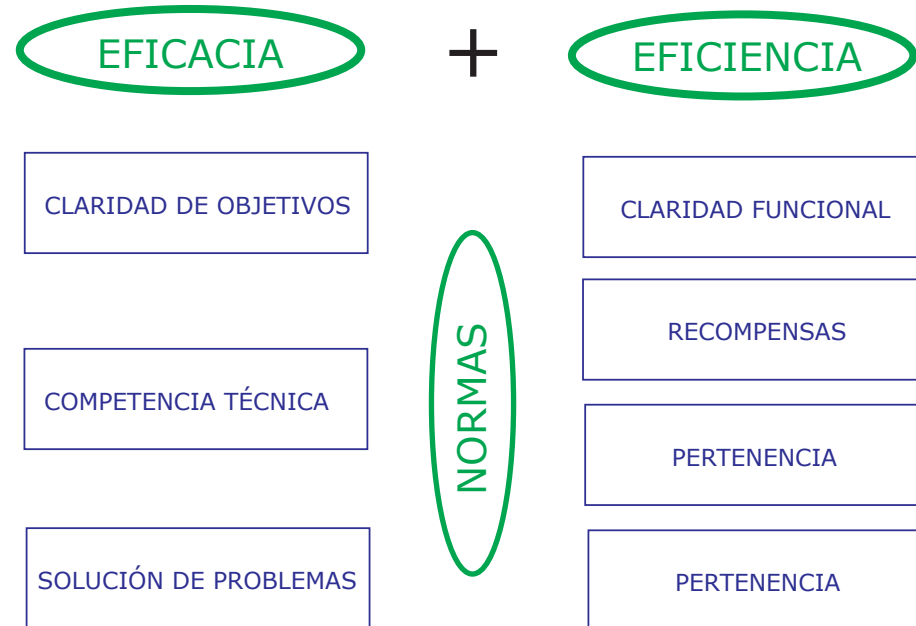 EFICACIA
+
EFICIENCIA
CLARIDAD DE OBJETIVOS
COMPETENCIA TÉCNICA
SOLUCIÓN DE PROBLEMAS
NORMAS
CLARIDAD FUNCIONAL
RECOMPENSAS
PERTENENCIA
PERTENENCIA